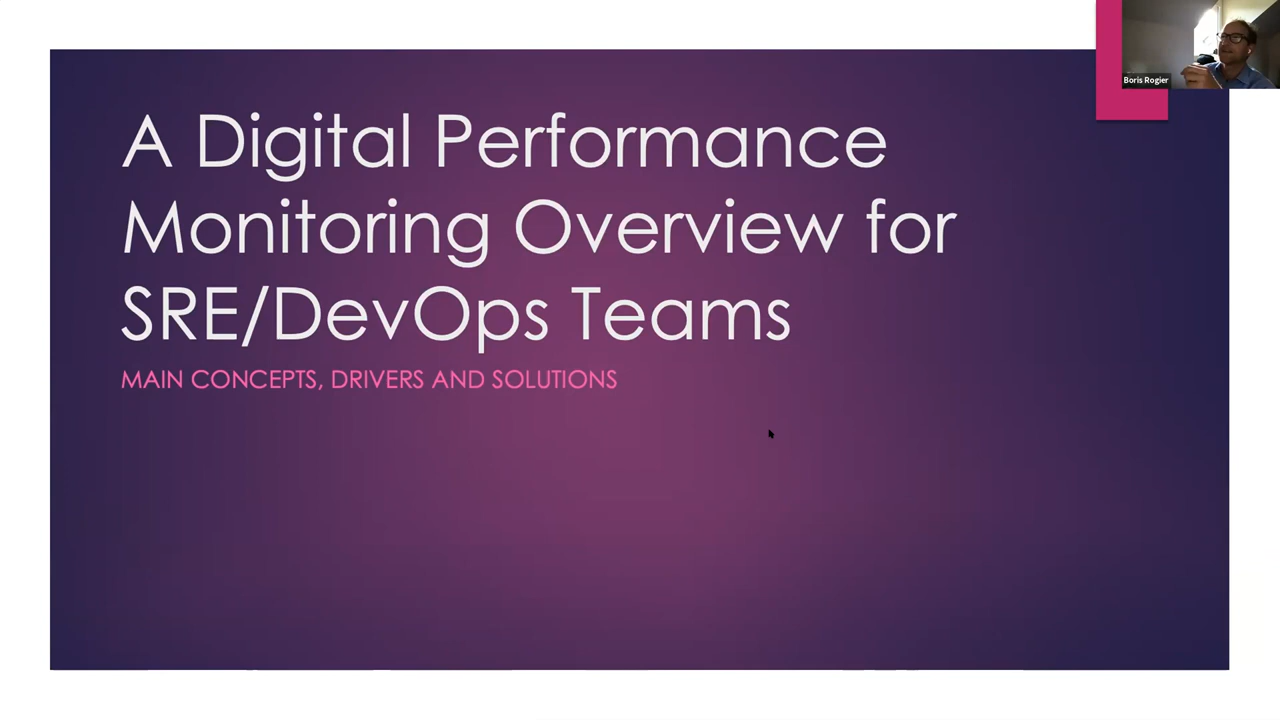 A Digital Performance
Monitoring Overview for
SRE/DevOps Teams
MAIN CONCEPTS, DRIVERS AND SOLUTIONS
Boris Rogier